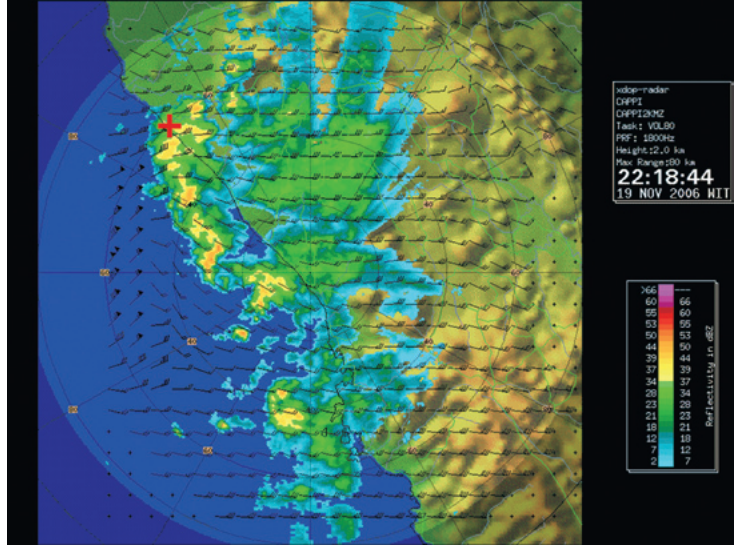 xdop-radar
CAPPI
CAPPI2KMZ
Task: VOL80
PRF: 1800Hz
Height:2.0 km
Max Range:80 km
22:18:44
19 NOV 2006 WIT
>66 ---
60 66
55 60
53 55
50 53
44 50
39 44
37 39
34 37
28 34
23 28
21 23
18 21
12 18
7 12
2 7
Reflectivity in dBZ